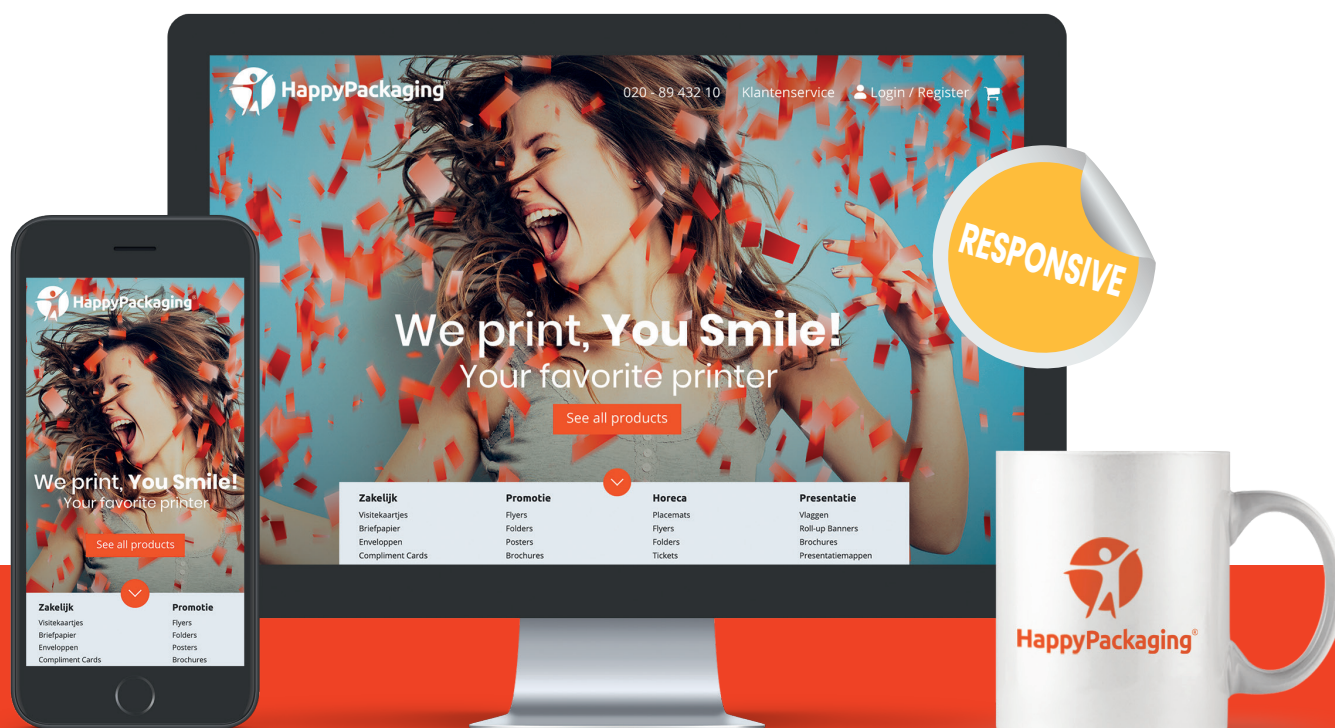 HappyPackaging®
020 - 89 432 10 Klantenservice Login / Register
We print, You Smile!
Your favorite printer
See all products
Zakelijk Promotie Horeca Presentatie
Visitekaartjes Flyers Placemats Vlaggen
Briefpapier Folders Flyers Roll-up Banners
Enveloppen Posters Folders Brochures
Compliment Cards Brochures Tickets Presentatiemappen
RESPONSIVE
HappyPackaging
We print, You Smile!
Your favorite printer
See all products
Zakelijk Promotie
Visitekaartjes Flyers
Briefpapier Folders
Enveloppen Posters
Compliment Cards Brochures
HappyPackaging®